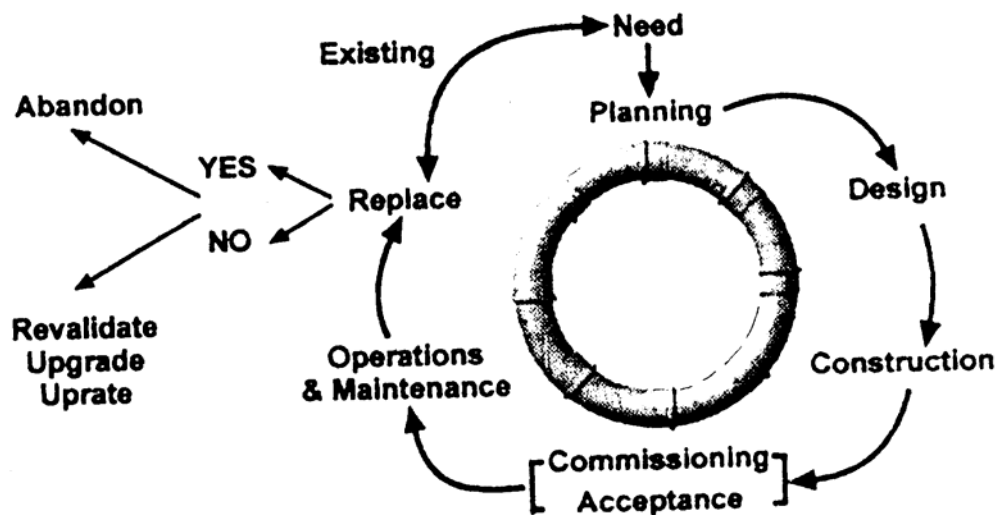 Need
Existing
Planning
Abandon
YES
Replace
Design
NO
Revalidate
Upgrade
Uprate
Operations
& Maintenance
Construction
Commissioning
Acceptance